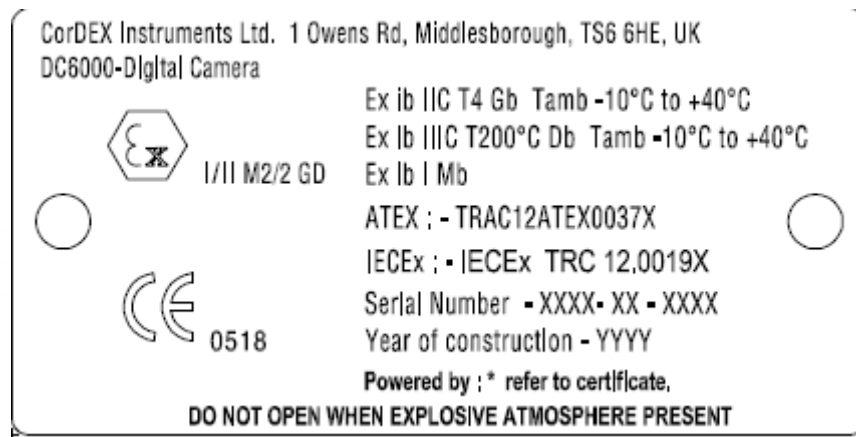 CorDEX Instruments Ltd. 1 Owens Rd, Middlesborough, TS6 6HE, UK
DC6000-Digital Camera
Ex ib IIC T4 Gb Tamb -10°C to +40°C
Ex ib IIIC T200°C Db Tamb -10°C to +40°C
Ex
I/II M2/2 GD
Ex ib I Mb
ATEX : - TRAC12ATEX0037X
IECEx : - IECEx TRC 12.0019X
Serial Number - XXXX- XX - XXXX
CE
0518
Year of construction - YYYY
Powered by : * refer to certificate.
DO NOT OPEN WHEN EXPLOSIVE ATMOSPHERE PRESENT